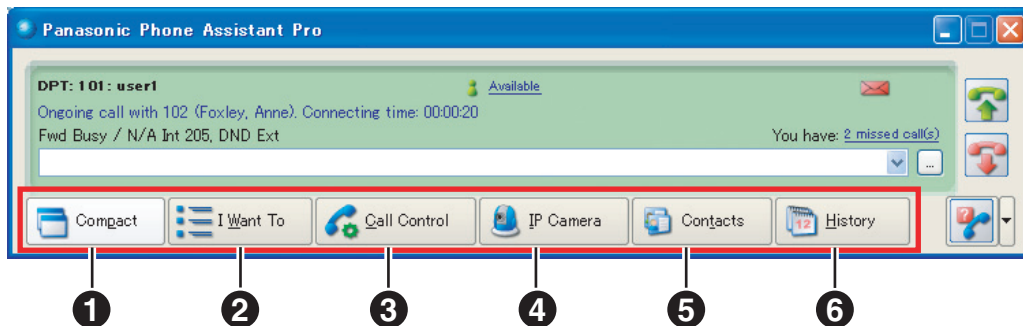 Panasonic Phone Assistant Pro
DPT: 101: user1 Available
Ongoing call with 102 (Foxley, Anne). Connecting time: 00:00:20
Fwd Busy / N/A Int 205, DND Ext You have: 2 missed call(s)
...
Compact I Want To Call Control IP Camera Contacts 12 History
1 2 3 4 5 6